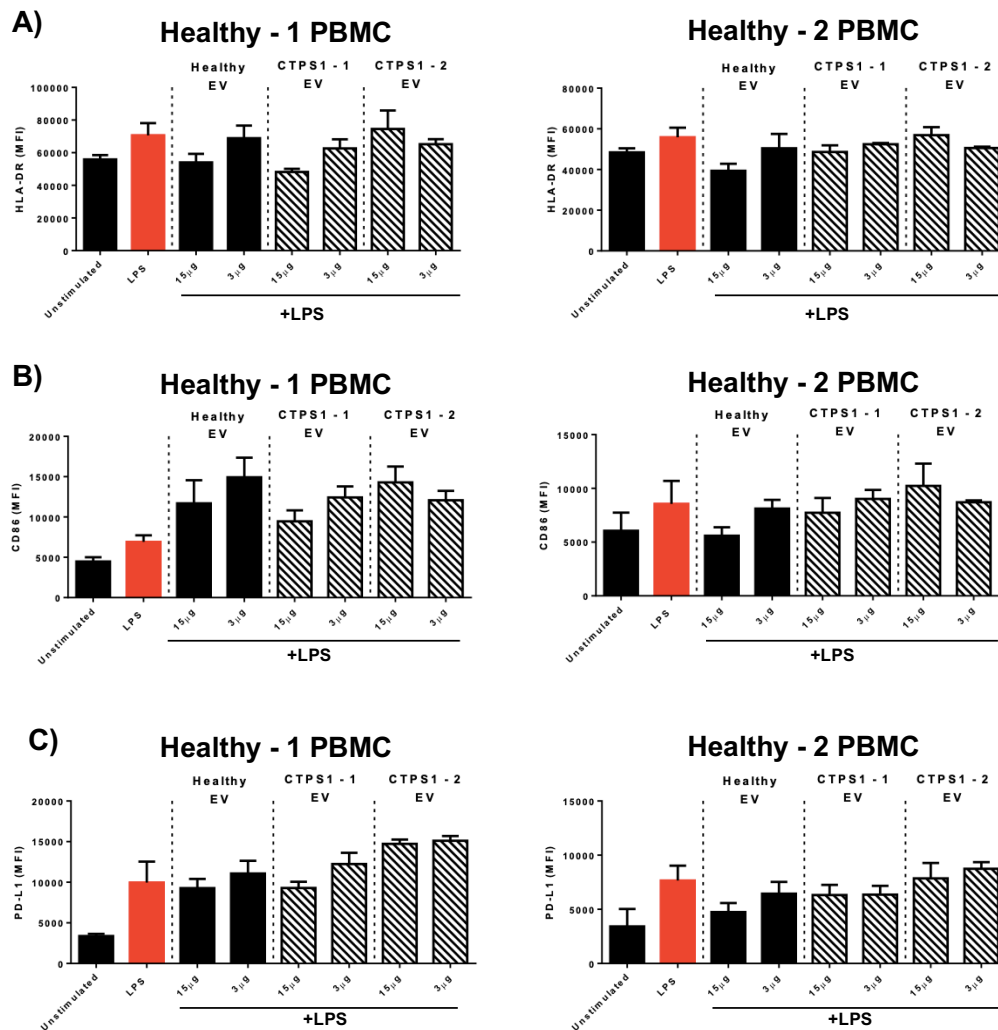 A)
Healthy - 1 PBMC
Healthy EV
CTPS1 - 1 EV
CTPS1 - 2 EV
HLA-DR (MFI)
100000
80000
60000
40000
20000
0
Unstimulated
LPS
15µg
3µg
15µg
3µg
15µg
3µg
+LPS
Healthy - 2 PBMC
Healthy EV
CTPS1 - 1 EV
CTPS1 - 2 EV
HLA-DR (MFI)
80000
60000
40000
20000
0
Unstimulated
LPS
15µg
3µg
15µg
3µg
15µg
3µg
+LPS
B)
Healthy - 1 PBMC
Healthy EV
CTPS1 - 1 EV
CTPS1 - 2 EV
CD86 (MFI)
20000
15000
10000
5000
0
Unstimulated
LPS
15µg
3µg
15µg
3µg
15µg
3µg
+LPS
Healthy - 2 PBMC
Healthy EV
CTPS1 - 1 EV
CTPS1 - 2 EV
CD86 (MFI)
15000
10000
5000
0
Unstimulated
LPS
15µg
3µg
15µg
3µg
15µg
3µg
+LPS
C)
Healthy - 1 PBMC
Healthy EV
CTPS1 - 1 EV
CTPS1 - 2 EV
PD-L1 (MFI)
20000
15000
10000
5000
0
Unstimulated
LPS
15µg
3µg
15µg
3µg
15µg
3µg
+LPS
Healthy - 2 PBMC
Healthy EV
CTPS1 - 1 EV
CTPS1 - 2 EV
PD-L1 (MFI)
15000
10000
5000
0
Unstimulated
LPS
15µg
3µg
15µg
3µg
15µg
3µg
+LPS